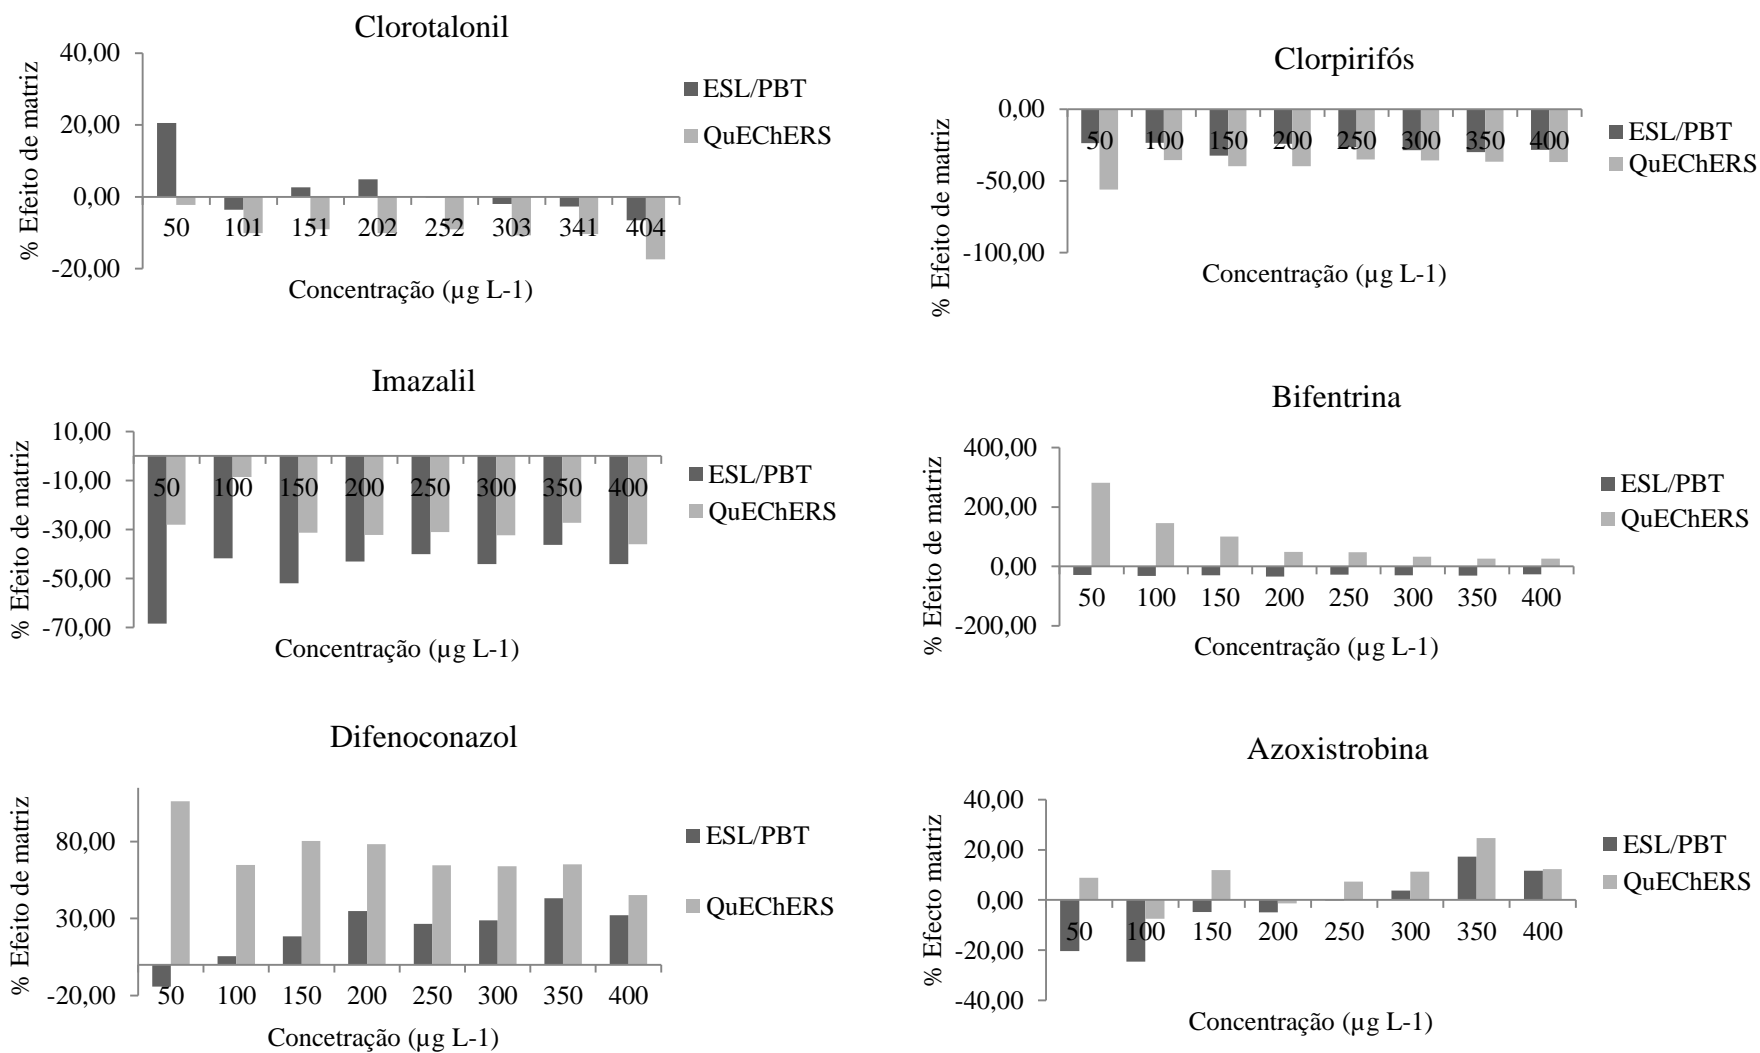 Clorotalonil
40,00
20,00
0,00
-20,00
% Efeito de matriz
50 101 151 202 252 303 341 404
Concentração (µg L-1)
ESL/PBT
QuEChERS
Clorpirifós
0,00
-50,00
-100,00
% Efeito de matriz
50 100 150 200 250 300 350 400
Concentração (µg L-1)
ESL/PBT
QuEChERS
Imazalil
10,00
-10,00
-30,00
-50,00
-70,00
% Efeito de matriz
50 100 150 200 250 300 350 400
Concentração (µg L-1)
ESL/PBT
QuEChERS
Bifentrina
400,00
200,00
0,00
-200,00
% Efeito de matriz
50 100 150 200 250 300 350 400
Concentração (µg L-1)
ESL/PBT
QuEChERS
Difenoconazol
80,00
30,00
-20,00
% Efeito de matriz
50 100 150 200 250 300 350 400
Concetração (µg L-1)
ESL/PBT
QuEChERS
Azoxistrobina
40,00
20,00
0,00
-20,00
-40,00
% Efecto matriz
50 100 150 200 250 300 350 400
Concentração (µg L-1)
ESL/PBT
QuEChERS